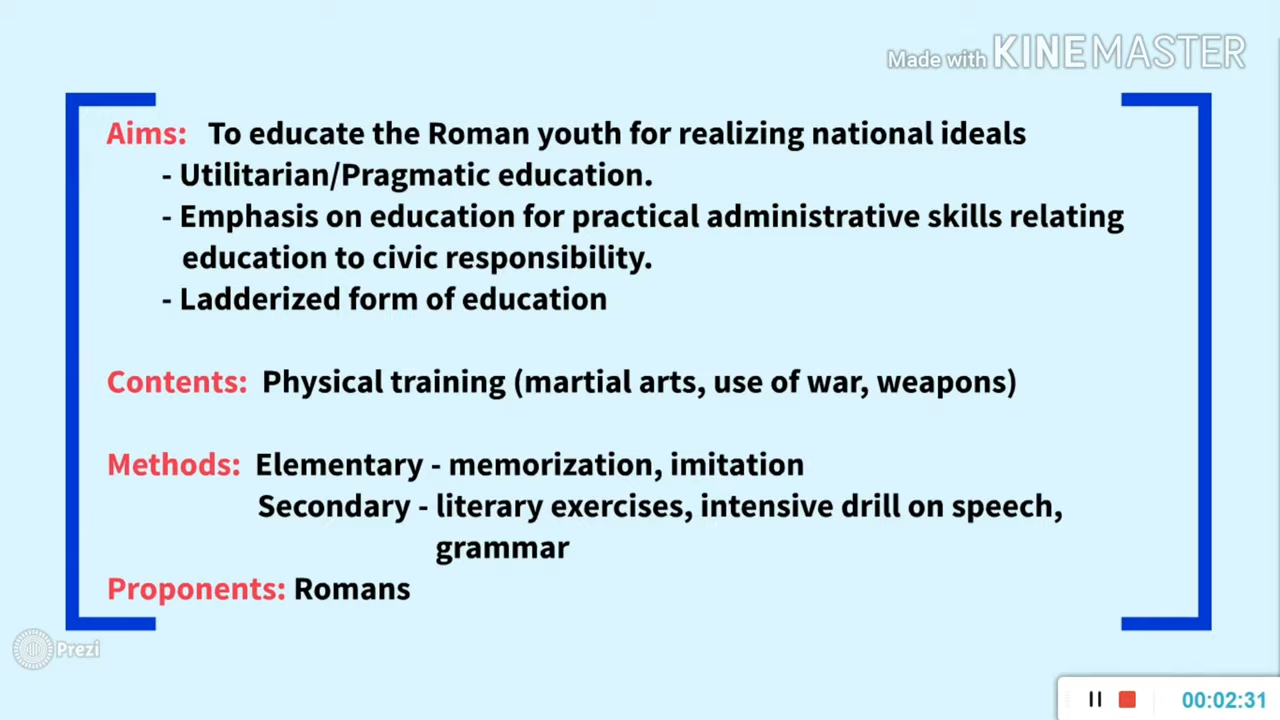 Made with KINEMASTER
Aims: To educate the Roman youth for realizing national ideals
- Utilitarian/Pragmatic education.
- Emphasis on education for practical administrative skills relating
education to civic responsibility.
- Ladderized form of education
Contents: Physical training (martial arts, use of war, weapons)
Methods: Elementary - memorization, imitation
Secondary - literary exercises, intensive drill on speech,
grammar
Proponents: Romans
Prezi
00:02:31